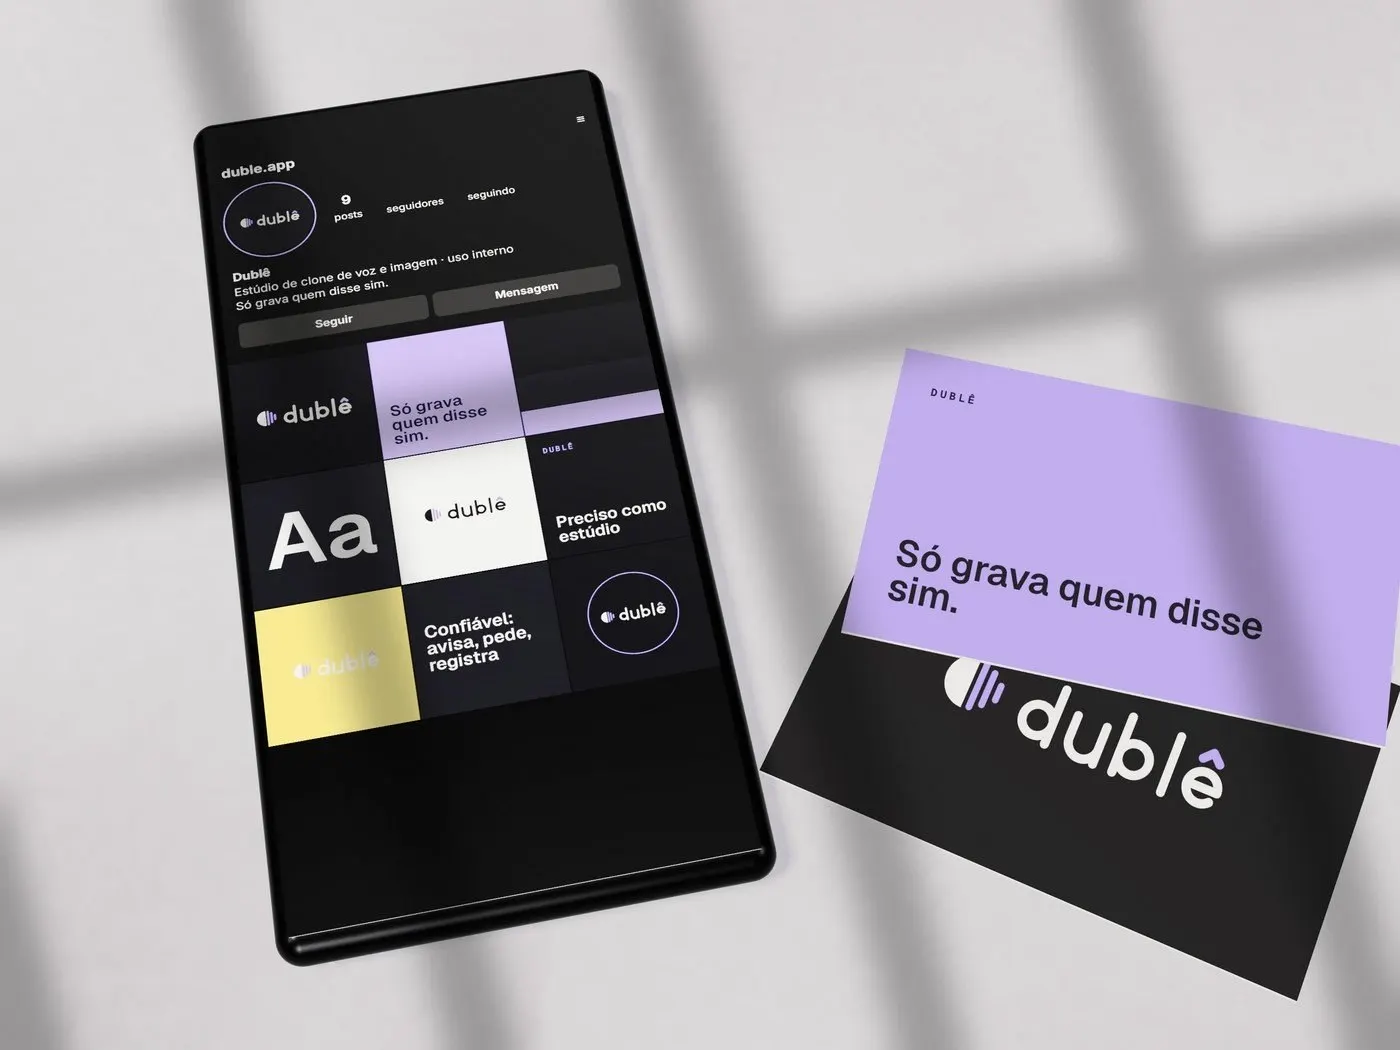 duble.app
dublê
9
posts
seguidores
seguindo
Dublê
Estúdio de clone de voz e imagem · uso interno
Só grava quem disse sim.
Seguir
Mensagem
dublê
Só grava
quem disse
sim.
Aa
dublê
DUBLÊ
Preciso como
estúdio
dublê
Confiável:
avisa, pede,
registra
dublê
DUBLÊ
Só grava quem disse
sim.
dublê